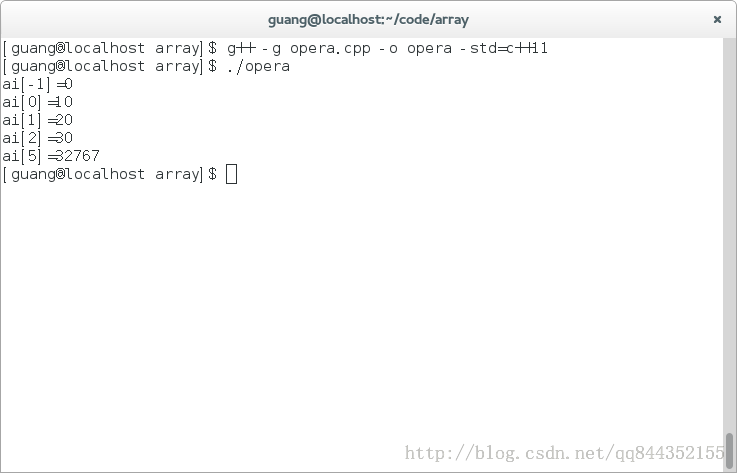 guang@localhost:~/code/array
[guang@localhost array]$ g++ -g opera.cpp -o opera -std=c++11
[guang@localhost array]$ ./opera
ai[-1]=0
ai[0]=10
ai[1]=20
ai[2]=30
ai[5]=32767
[guang@localhost array]$
http://blog.csdn.net/qq844352155